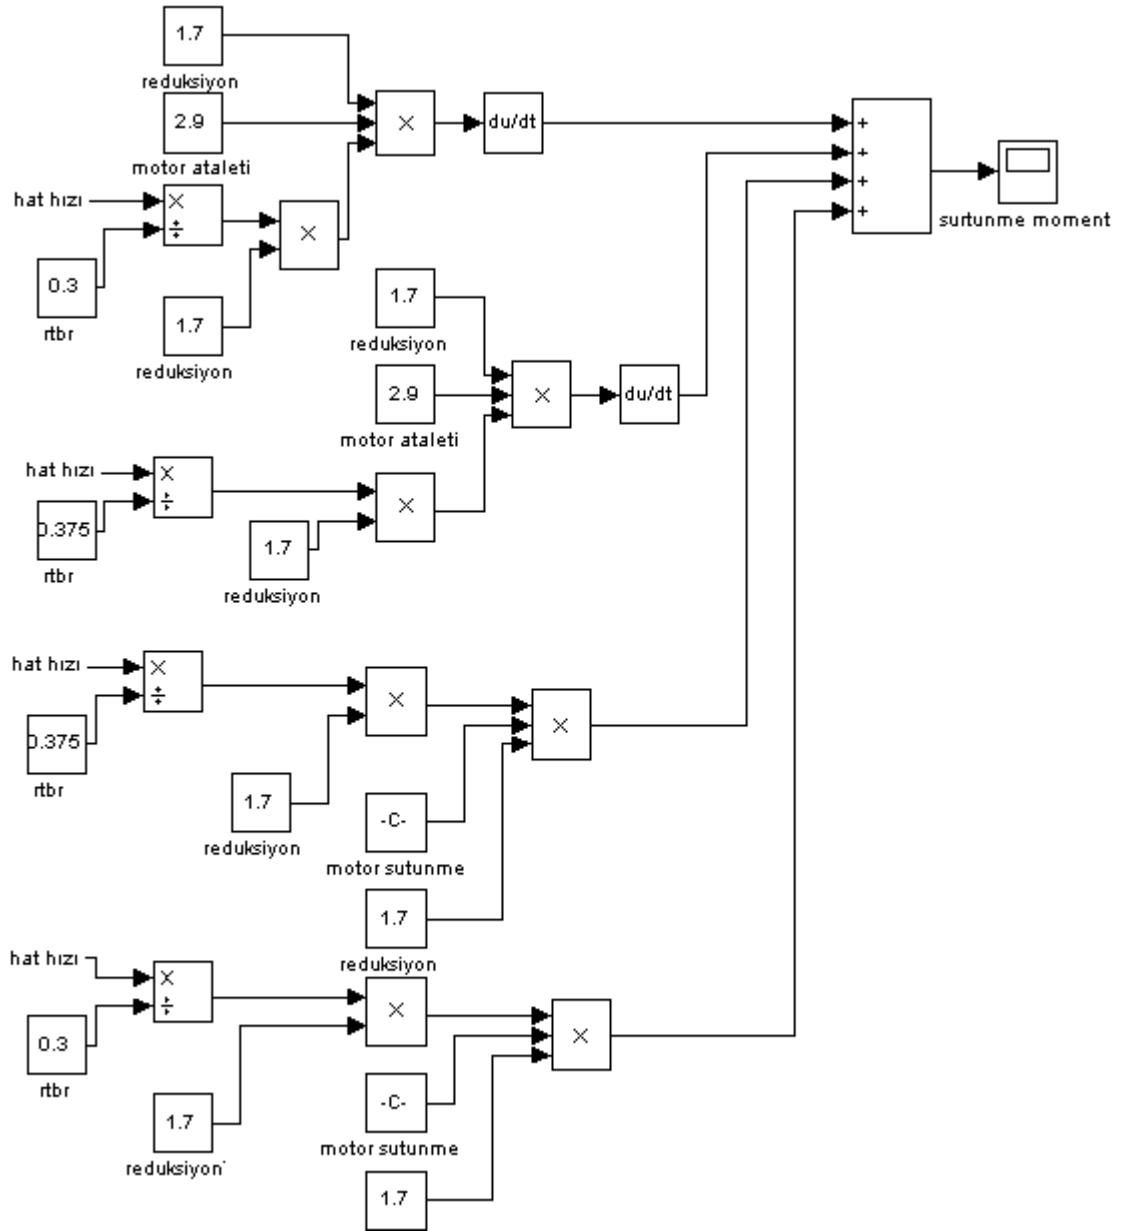 1.7
reduksiyon
2.9
motor ataleti
hat hızı
×
÷
×
0.3
rtbr
1.7
reduksiyon
×
du/dt
+
+
+
+
surtunme moment
1.7
reduksiyon
2.9
motor ataleti
×
du/dt
hat hızı
×
÷
0.375
rtbr
1.7
reduksiyon
×
hat hızı
×
÷
0.375
rtbr
1.7
reduksiyon
×
-C-
motor sutunme
1.7
reduksiyon
×
hat hızı
×
÷
0.3
rtbr
1.7
reduksiyon
×
-C-
motor sutunme
1.7
×